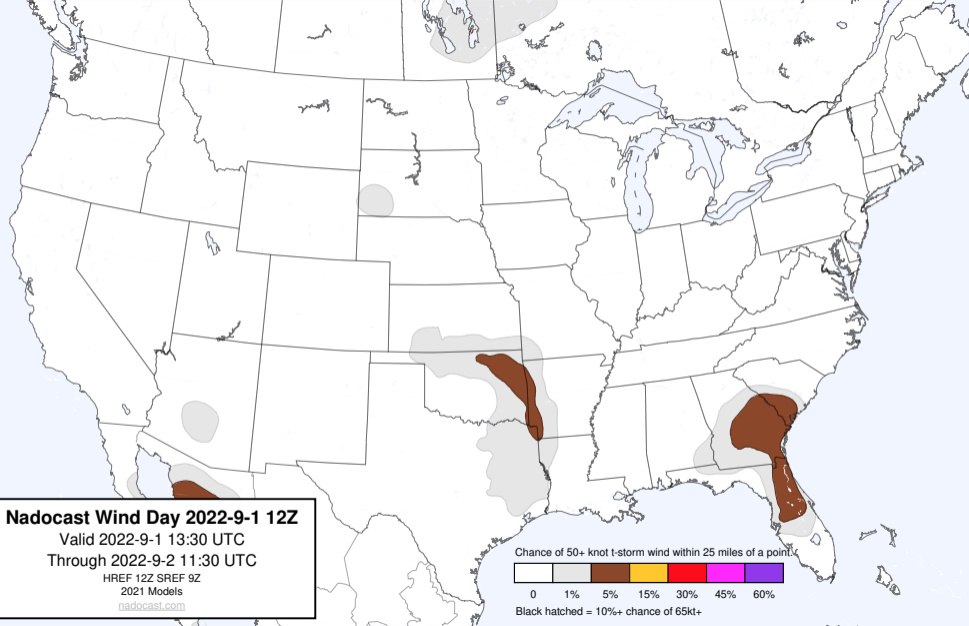 Nadocast Wind Day 2022-9-1 12Z
Valid 2022-9-1 13:30 UTC
Through 2022-9-2 11:30 UTC
HREF 12Z SREF 9Z
2021 Models
nadocast.com
Chance of 50+ knot t-storm wind within 25 miles of a point.
0 1% 5% 15% 30% 45% 60%
Black hatched = 10%+ chance of 65kt+